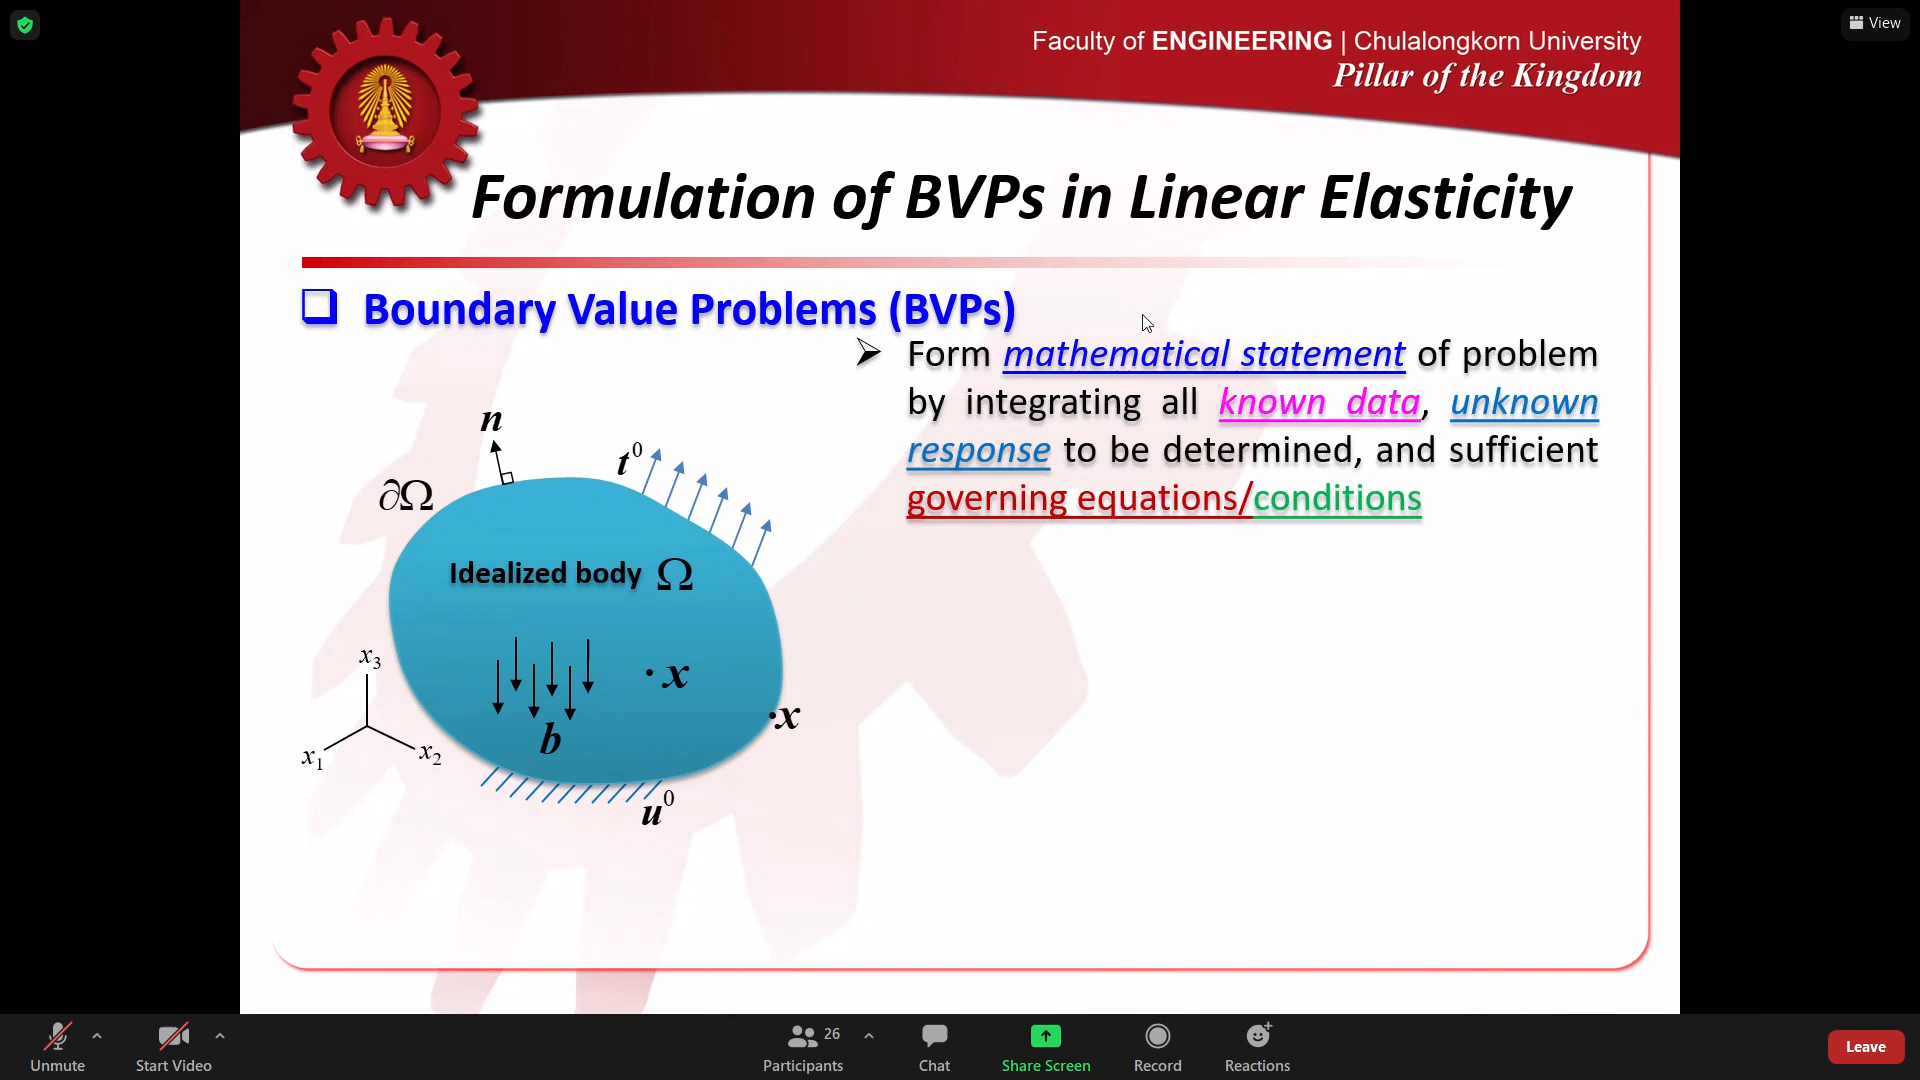 View
Faculty of ENGINEERING | Chulalongkorn University
Pillar of the Kingdom
Formulation of BVPs in Linear Elasticity
Boundary Value Problems (BVPs)
Form mathematical statement of problem
by integrating all known data, unknown
response to be determined, and sufficient
governing equations/conditions
n
t⁰
∂Ω
Idealized body Ω
x₃
· x
·x
b
x₁
x₂
u⁰
Unmute
Start Video
26
Participants
Chat
Share Screen
Record
Reactions
Leave